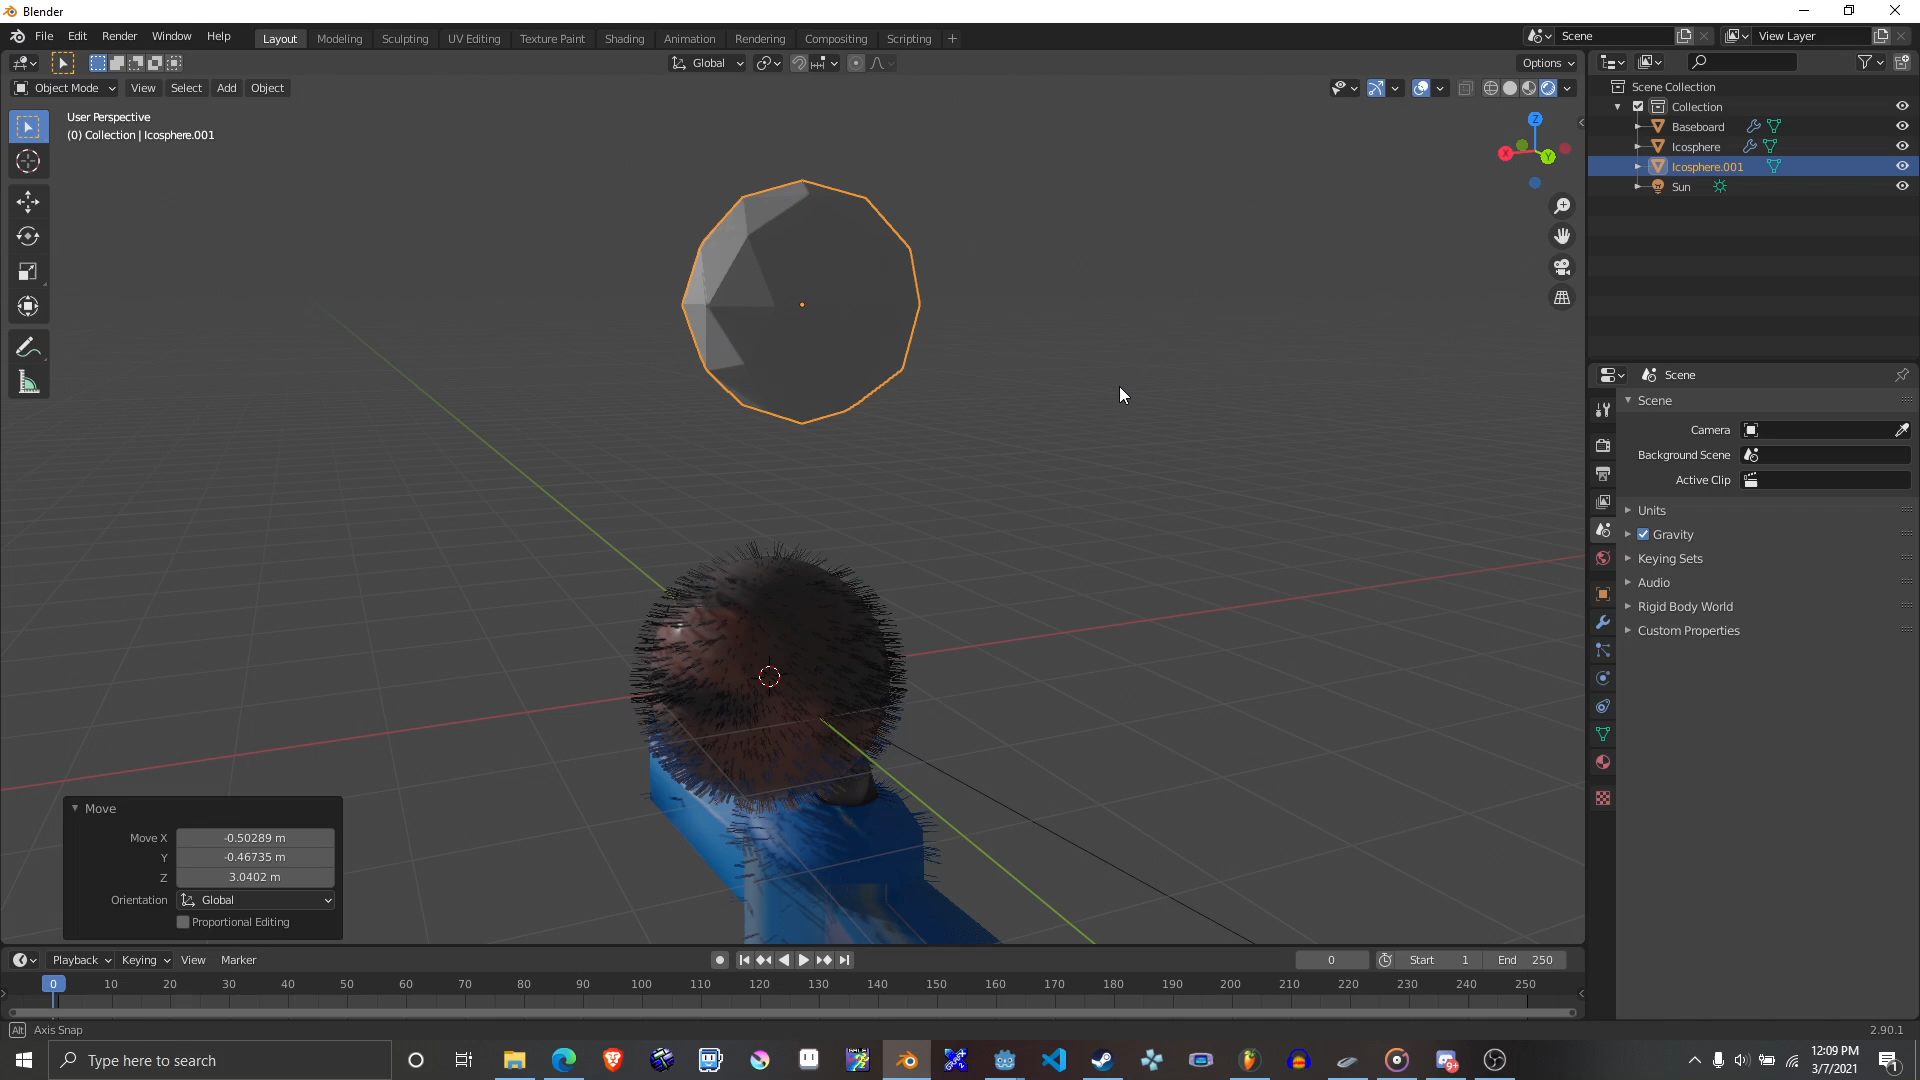 Blender
File Edit Render Window Help
Layout Modeling Sculpting UV Editing Texture Paint Shading Animation Rendering Compositing Scripting +
Scene View Layer
Global Options
Object Mode View Select Add Object
User Perspective
(0) Collection | Icosphere.001
Z
X Y
Scene Collection
Collection
Baseboard
Icosphere
Icosphere.001
Sun
Scene
Scene
Camera
Background Scene
Active Clip
Units
Gravity
Keying Sets
Audio
Rigid Body World
Custom Properties
Move
Move X -0.50289 m
Y -0.46735 m
Z 3.0402 m
Orientation Global
Proportional Editing
Playback Keying View Marker 0 Start 1 End 250
0 10 20 30 40 50 60 70 80 90 100 110 120 130 140 150 160 170 180 190 200 210 220 230 240 250
Alt Axis Snap 2.90.1
Type here to search
12:09 PM
3/7/2021